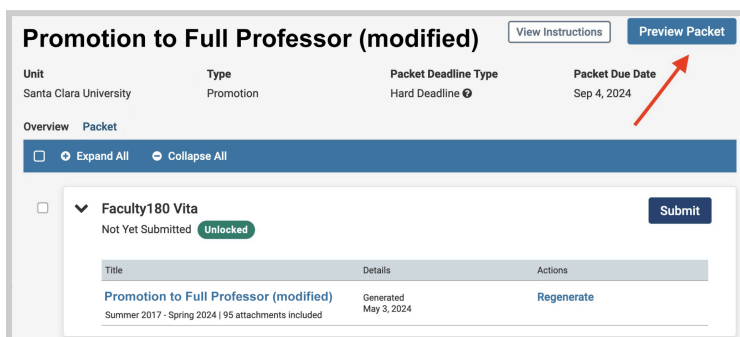 Promotion to Full Professor (modified)
View Instructions
Preview Packet
Unit Type Packet Deadline Type Packet Due Date
Santa Clara University Promotion Hard Deadline ? Sep 4, 2024
Overview Packet
Expand All Collapse All
Faculty180 Vita
Submit
Not Yet Submitted Unlocked
Title Details Actions
Promotion to Full Professor (modified) Generated Regenerate
May 3, 2024
Summer 2017 - Spring 2024 | 95 attachments included